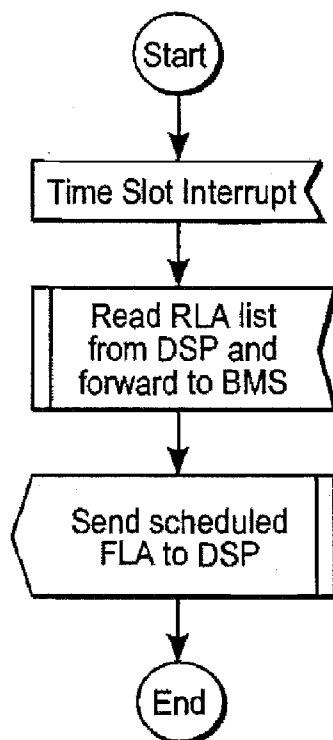 Start
Time Slot Interrupt
Read RLA list
from DSP and
forward to BMS
Send scheduled
FLA to DSP
End